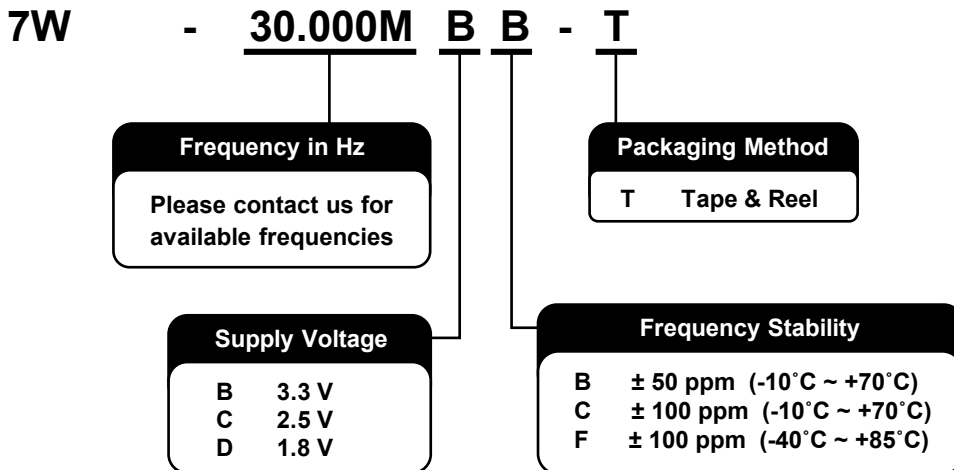 7W - 30.000M B B - T
Frequency in Hz
Please contact us for
available frequencies
Packaging Method
T Tape & Reel
Supply Voltage
B 3.3 V
C 2.5 V
D 1.8 V
Frequency Stability
B ± 50 ppm (-10˚C ~ +70˚C)
C ± 100 ppm (-10˚C ~ +70˚C)
F ± 100 ppm (-40˚C ~ +85˚C)